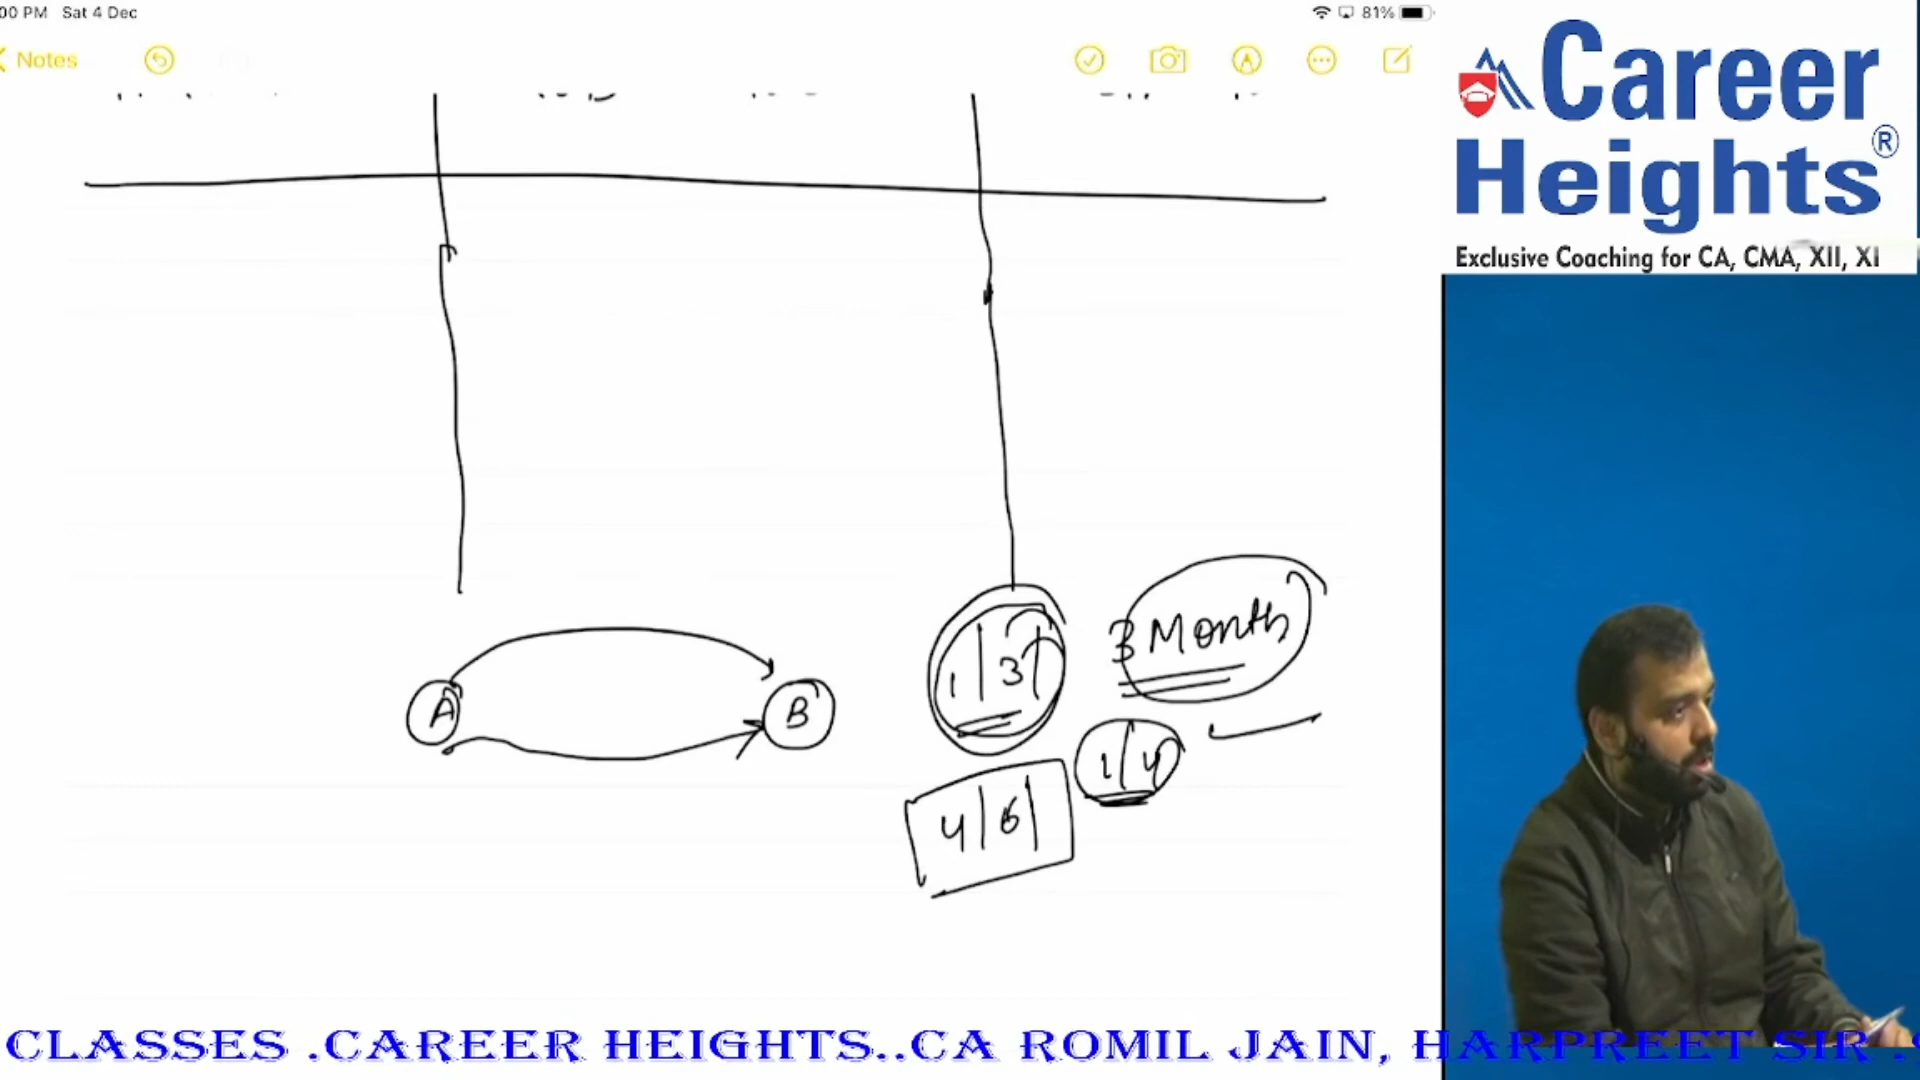 00 PM Sat 4 Dec
81%
Notes
Career
Heights®
Exclusive Coaching for CA, CMA, XII, XI
1 | 3 |
3 Month
A
B
1 | 4
4 | 6 |
CLASSES .CAREER HEIGHTS..CA ROMIL JAIN, HARPREET SIR .